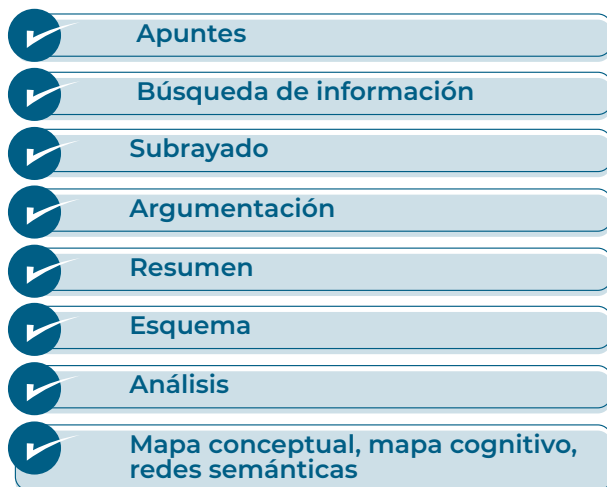 Apuntes
Búsqueda de información
Subrayado
Argumentación
Resumen
Esquema
Análisis
Mapa conceptual, mapa cognitivo,
redes semánticas